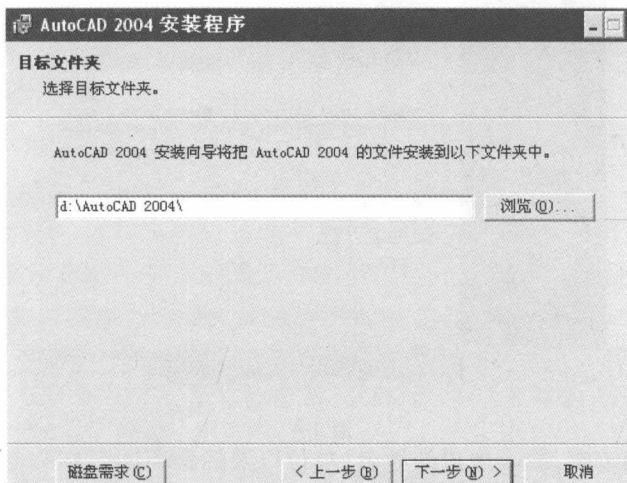 AutoCAD 2004 安装程序
目标文件夹
选择目标文件夹。
AutoCAD 2004 安装向导将把 AutoCAD 2004 的文件安装到以下文件夹中。
d:\AutoCAD 2004\
浏览(O)...
磁盘需求(C)
< 上一步(B)
下一步(N) >
取消